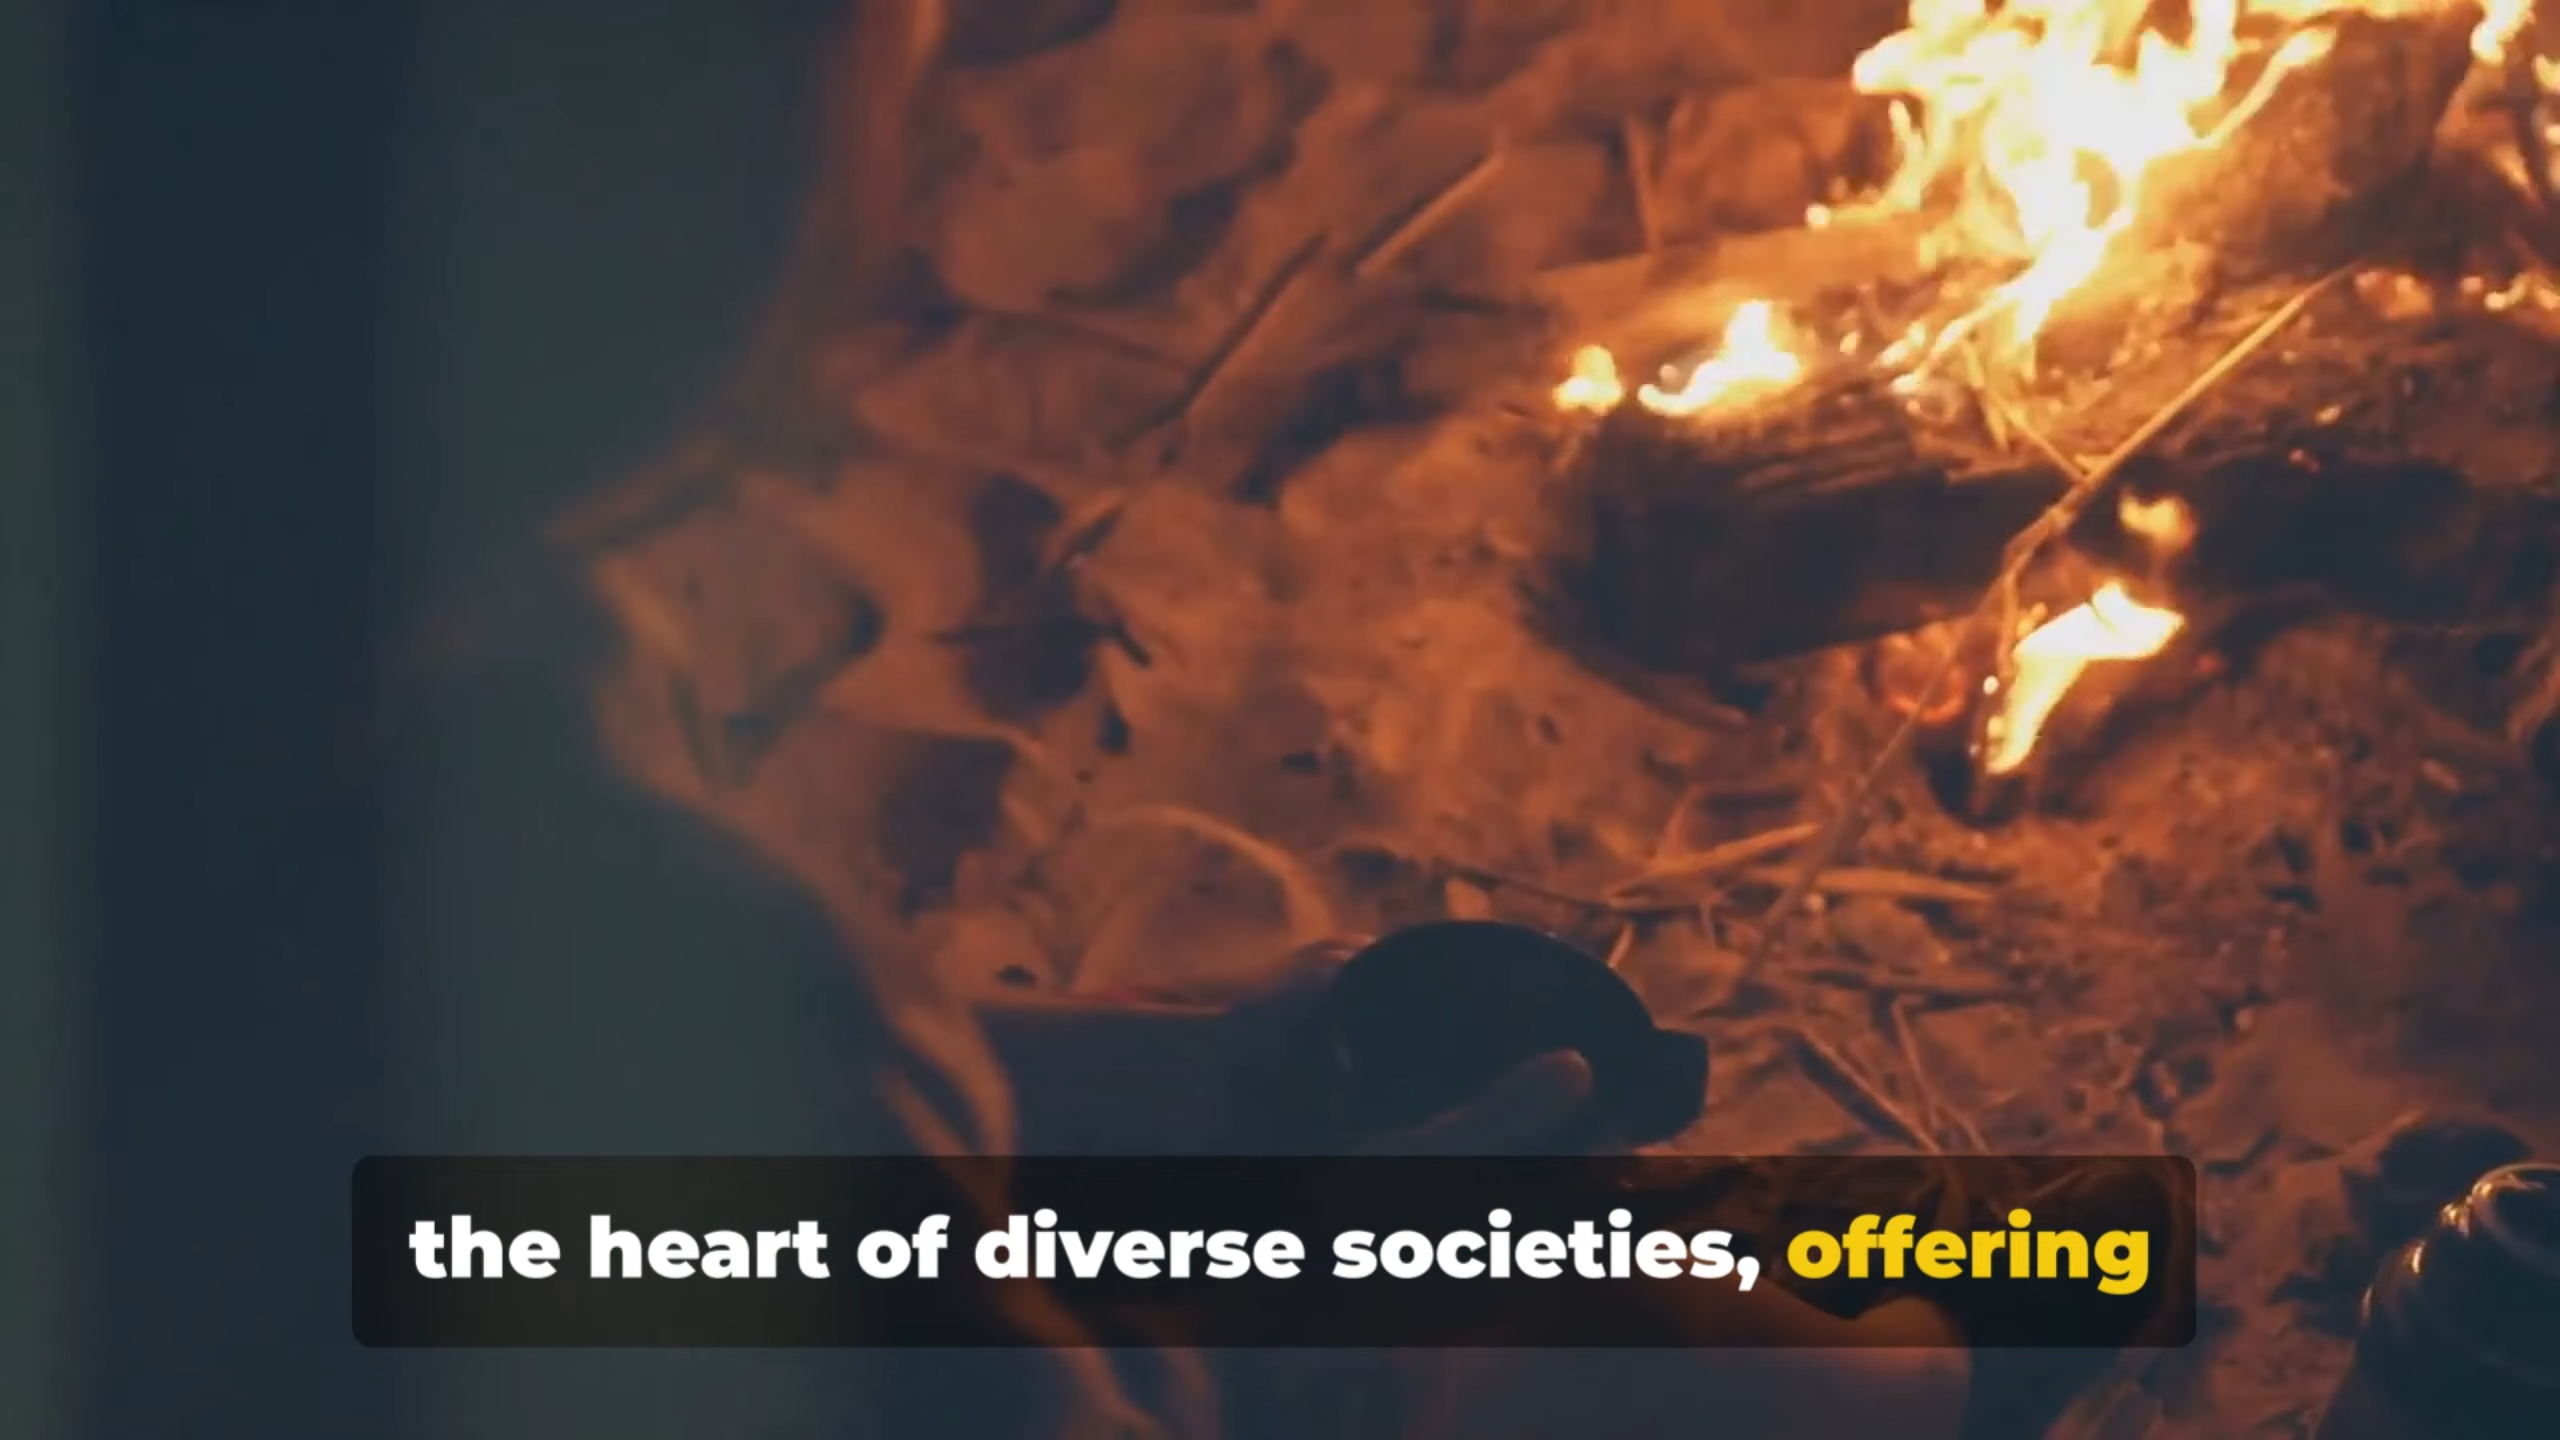 the heart of diverse societies, offering